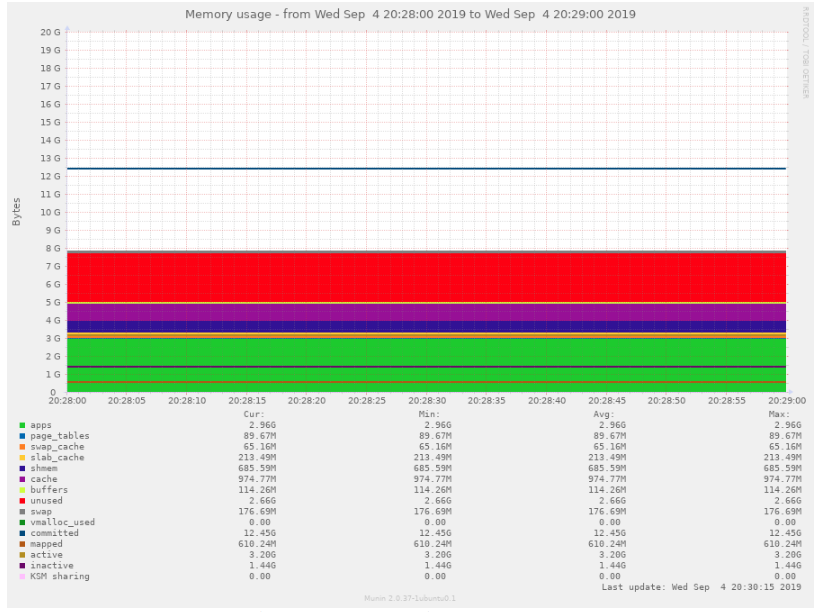 Memory usage - from Wed Sep  4 20:28:00 2019 to Wed Sep  4 20:29:00 2019
RRDTOOL / TOBI OETIKER
Bytes
20 G
19 G
18 G
17 G
16 G
15 G
14 G
13 G
12 G
11 G
10 G
9 G
8 G
7 G
6 G
5 G
4 G
3 G
2 G
1 G
0
20:28:00 20:28:05 20:28:10 20:28:15 20:28:20 20:28:25 20:28:30 20:28:35 20:28:40 20:28:45 20:28:50 20:28:55 20:29:00
Cur: Min: Avg: Max:
apps 2.96G 2.96G 2.96G 2.96G
page_tables 89.67M 89.67M 89.67M 89.67M
swap_cache 65.16M 65.16M 65.16M 65.16M
slab_cache 213.49M 213.49M 213.49M 213.49M
shmem 685.59M 685.59M 685.59M 685.59M
cache 974.77M 974.77M 974.77M 974.77M
buffers 114.26M 114.26M 114.26M 114.26M
unused 2.66G 2.66G 2.66G 2.66G
swap 176.69M 176.69M 176.69M 176.69M
vmalloc_used 0.00 0.00 0.00 0.00
committed 12.45G 12.45G 12.45G 12.45G
mapped 610.24M 610.24M 610.24M 610.24M
active 3.20G 3.20G 3.20G 3.20G
inactive 1.44G 1.44G 1.44G 1.44G
KSM sharing 0.00 0.00 0.00 0.00
Last update: Wed Sep  4 20:30:15 2019
Munin 2.0.37-1ubuntu0.1